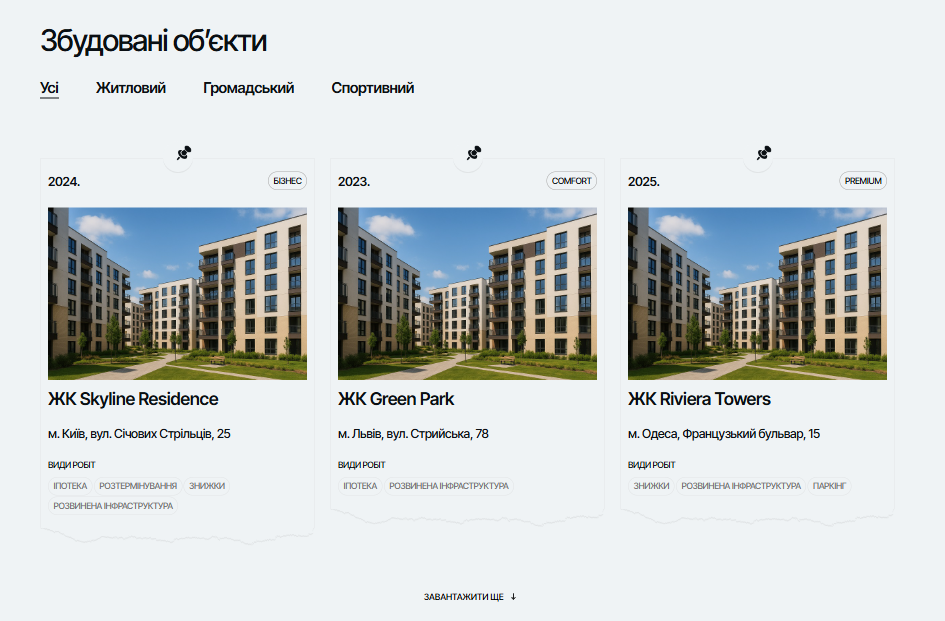 Збудовані об’єкти
Усі Житловий Громадський Спортивний
2024. БІЗНЕС
2023. COMFORT
2025. PREMIUM
ЖК Skyline Residence
м. Київ, вул. Січових Стрільців, 25
ВИДИ РОБІТ
ІПОТЕКА РОЗТЕРМІНУВАННЯ ЗНИЖКИ
РОЗВИНЕНА ІНФРАСТРУКТУРА
ЖК Green Park
м. Львів, вул. Стрийська, 78
ВИДИ РОБІТ
ІПОТЕКА РОЗВИНЕНА ІНФРАСТРУКТУРА
ЖК Riviera Towers
м. Одеса, Французький бульвар, 15
ВИДИ РОБІТ
ЗНИЖКИ РОЗВИНЕНА ІНФРАСТРУКТУРА ПАРКІНГ
ЗАВАНТАЖИТИ ЩЕ ↓